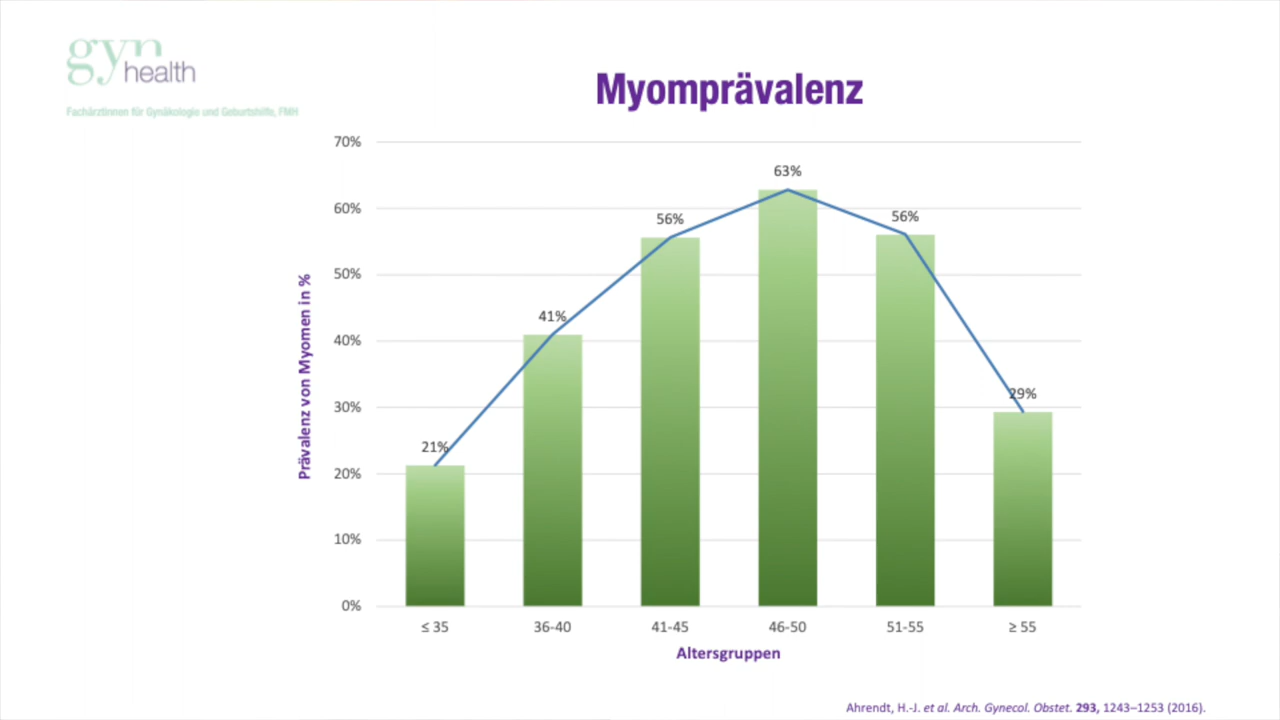 gyn
health
Fachärztinnen für Gynäkologie und Geburtshilfe, FMH
Myomprävalenz
Prävalenz von Myomen in %
70%
60%
50%
40%
30%
20%
10%
0%
21%
41%
56%
63%
56%
29%
≤ 35
36-40
41-45
46-50
51-55
≥ 55
Altersgruppen
Ahrendt, H.-J. et al. Arch. Gynecol. Obstet. 293, 1243–1253 (2016).